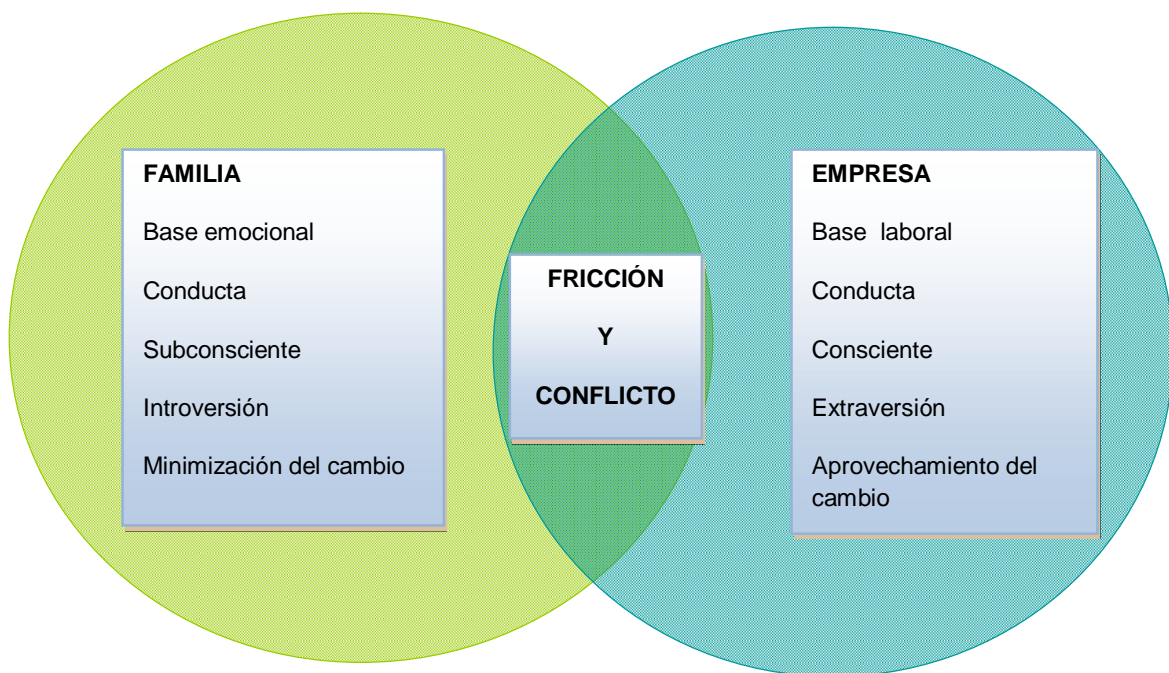 FAMILIA
Base emocional
Conducta
Subconsciente
Introversión
Minimización del cambio
FRICCIÓN
Y
CONFLICTO
EMPRESA
Base laboral
Conducta
Consciente
Extraversión
Aprovechamiento del
cambio